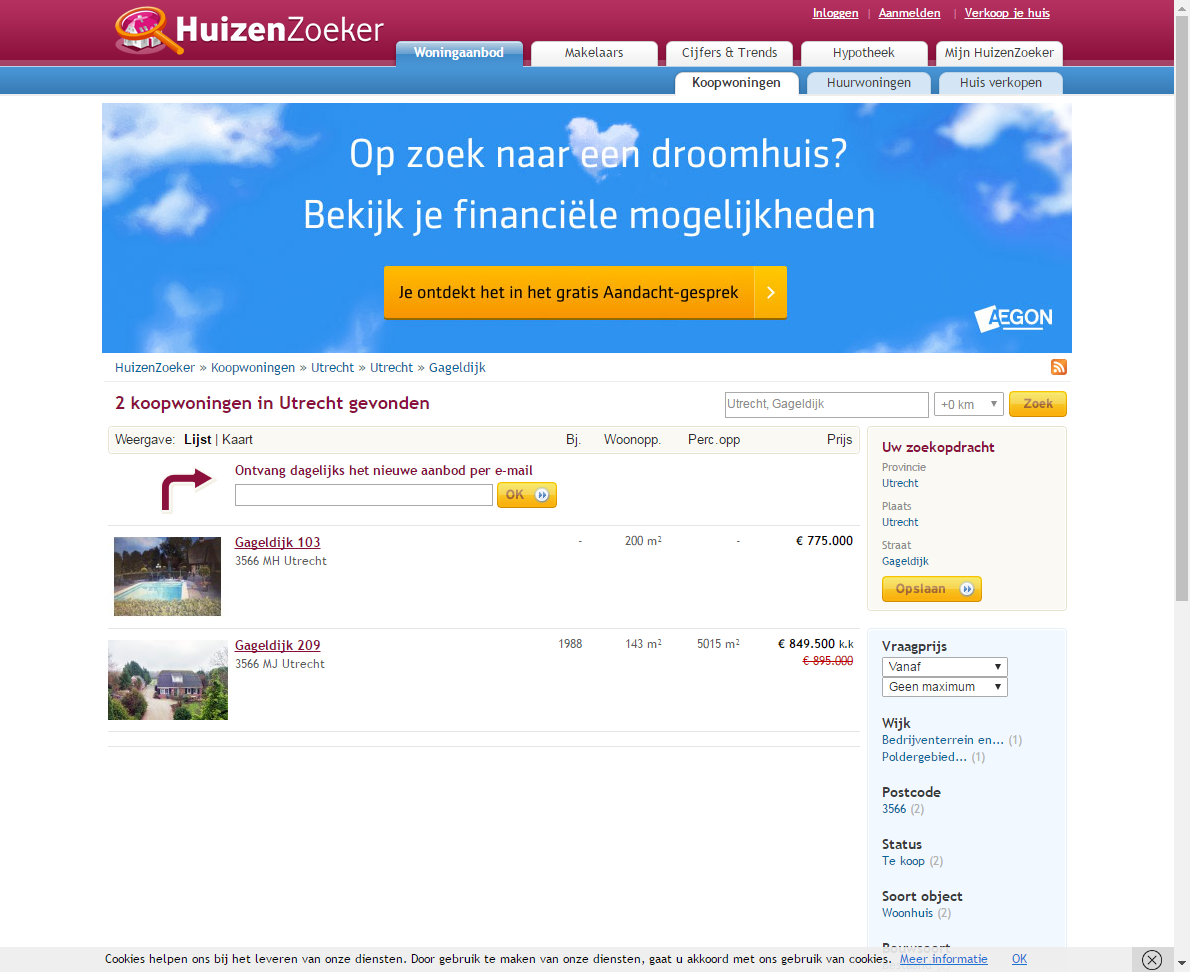 HuizenZoeker
Inloggen | Aanmelden | Verkoop je huis
Woningaanbod Makelaars Cijfers & Trends Hypotheek Mijn HuizenZoeker
Koopwoningen Huurwoningen Huis verkopen
Op zoek naar een droomhuis?
Bekijk je financiële mogelijkheden
Je ontdekt het in het gratis Aandacht-gesprek
AEGON
HuizenZoeker » Koopwoningen » Utrecht » Utrecht » Gageldijk
2 koopwoningen in Utrecht gevonden
Utrecht, Gageldijk +0 km Zoek
Weergave: Lijst | Kaart Bj. Woonopp. Perc.opp Prijs
Ontvang dagelijks het nieuwe aanbod per e-mail
OK
Gageldijk 103 - 200 m² - € 775.000
3566 MH Utrecht
Gageldijk 209 1988 143 m² 5015 m² € 849.500 k.k
3566 MJ Utrecht € 895.000
Uw zoekopdracht
Provincie
Utrecht
Plaats
Utrecht
Straat
Gageldijk
Opslaan
Vraagprijs
Vanaf
Geen maximum
Wijk
Bedrijventerrein en... (1)
Poldergebied... (1)
Postcode
3566 (2)
Status
Te koop (2)
Soort object
Woonhuis (2)
Bouwsoort
Cookies helpen ons bij het leveren van onze diensten. Door gebruik te maken van onze diensten, gaat u akkoord met ons gebruik van cookies. Meer informatie OK